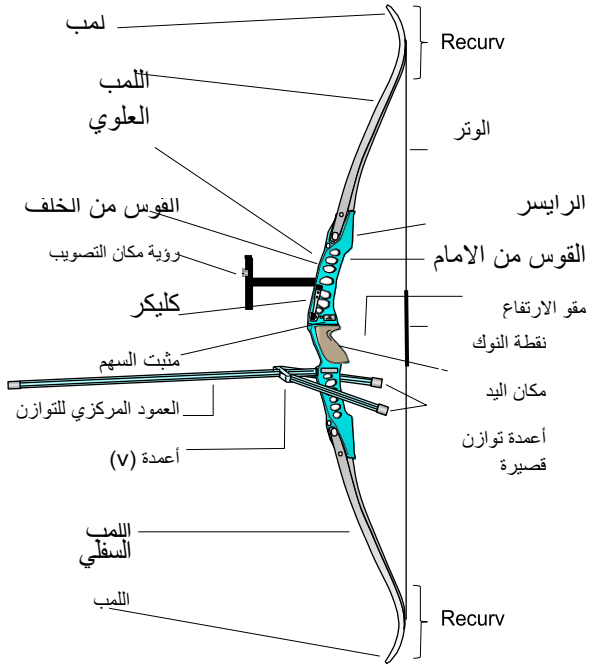 لمب
Recurv
اللمب
العلوي
الوتر
القوس من الخلف
الرايسر
رؤية مكان التصويب
القوس من الامام
كليكر
مقو الارتفاع
مثبت السهم
نقطة النوك
العمود المركزي للتوازن
مكان اليد
أعمدة (v)
أعمدة توازن
قصيرة
اللمب
السفلي
اللمب
Recurv